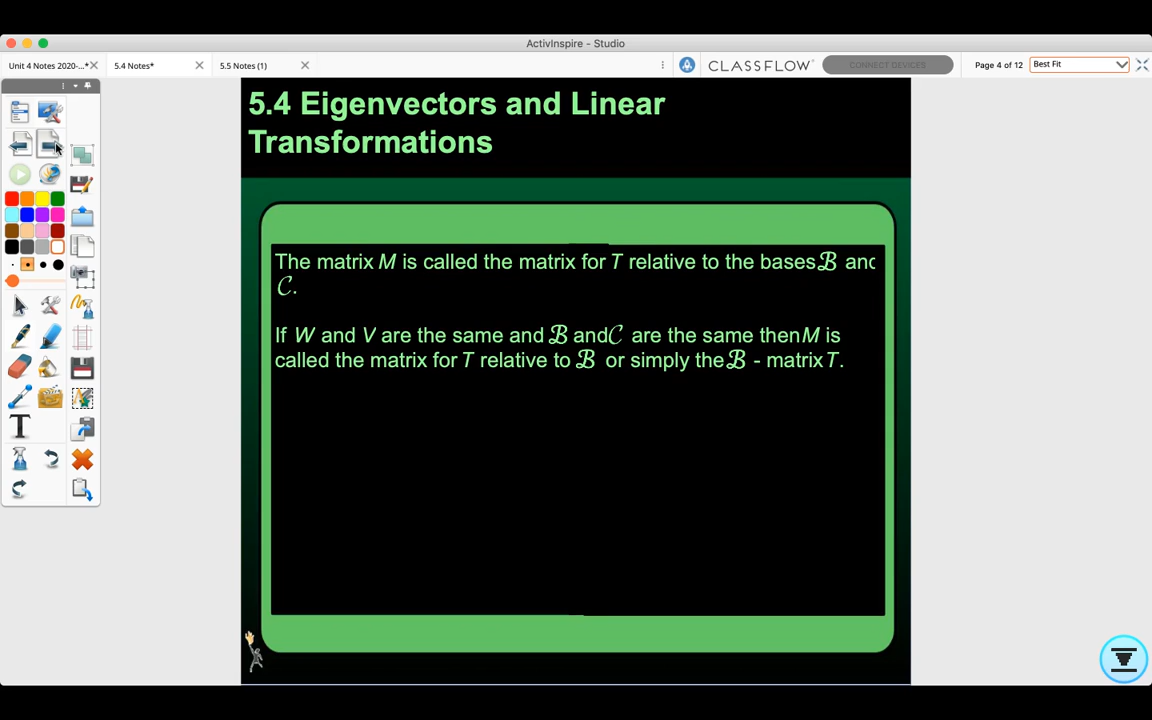 ActivInspire - Studio
Unit 4 Notes 2020-...*
5.4 Notes*
5.5 Notes (1)
CLASSFLOW
CONNECT DEVICES
Page 4 of 12
Best Fit
5.4 Eigenvectors and Linear
Transformations
The matrix M is called the matrix for T relative to the bases ℬ and
𝒞.
If W and V are the same and ℬ and 𝒞 are the same then M is
called the matrix for T relative to ℬ or simply the ℬ - matrix T.
T